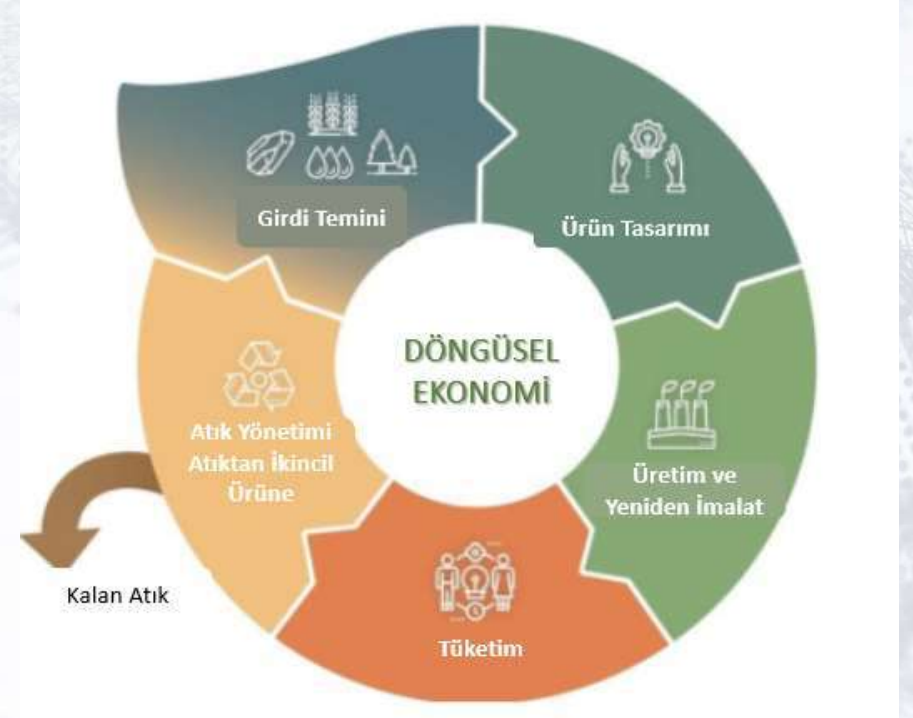 Girdi Temini
Ürün Tasarımı
DÖNGÜSEL
EKONOMİ
Üretim ve
Yeniden İmalat
Tüketim
Atık Yönetimi
Atıktan İkincil
Ürüne
Kalan Atık